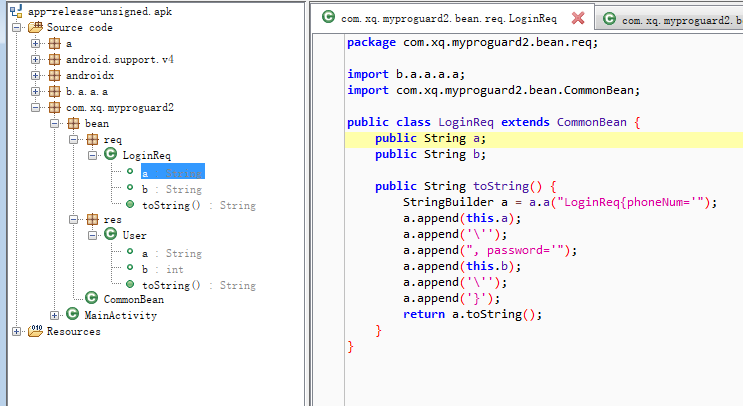 app-release-unsigned.apk
Source code
a
android.support.v4
androidx
b.a.a.a
com.xq.myproguard2
bean
req
LoginReq
a : String
b : String
toString() : String
res
User
a : String
b : int
toString() : String
CommonBean
MainActivity
Resources
com.xq.myproguard2.bean.req.LoginReq
com.xq.myproguard2.b
package com.xq.myproguard2.bean.req;
import b.a.a.a.a;
import com.xq.myproguard2.bean.CommonBean;
public class LoginReq extends CommonBean {
public String a;
public String b;
public String toString() {
StringBuilder a = a.a("LoginReq{phoneNum='");
a.append(this.a);
a.append('\'');
a.append(", password='");
a.append(this.b);
a.append('\'');
a.append('}');
return a.toString();
}
}